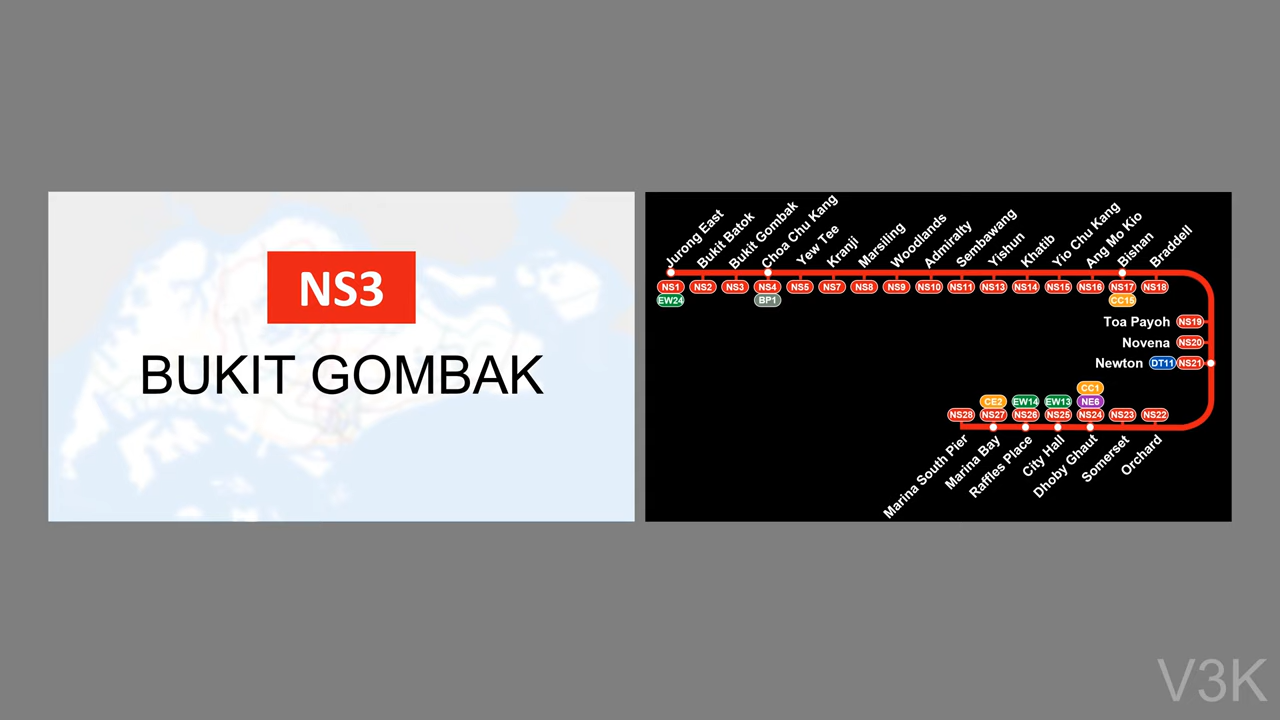 NS3
BUKIT GOMBAK
Jurong East
Bukit Batok
Bukit Gombak
Choa Chu Kang
Yew Tee
Kranji
Marsiling
Woodlands
Admiralty
Sembawang
Yishun
Khatib
Yio Chu Kang
Ang Mo Kio
Bishan
Braddell
NS1 NS2 NS3 NS4 NS5 NS7 NS8 NS9 NS10 NS11 NS13 NS14 NS15 NS16 NS17 NS18
EW24 BP1 CC15
Toa Payoh NS19
Novena NS20
Newton DT11 NS21
CC1
CE2 EW14 EW13 NE6
NS28 NS27 NS26 NS25 NS24 NS23 NS22
Marina South Pier
Marina Bay
Raffles Place
City Hall
Dhoby Ghaut
Somerset
Orchard
V3K